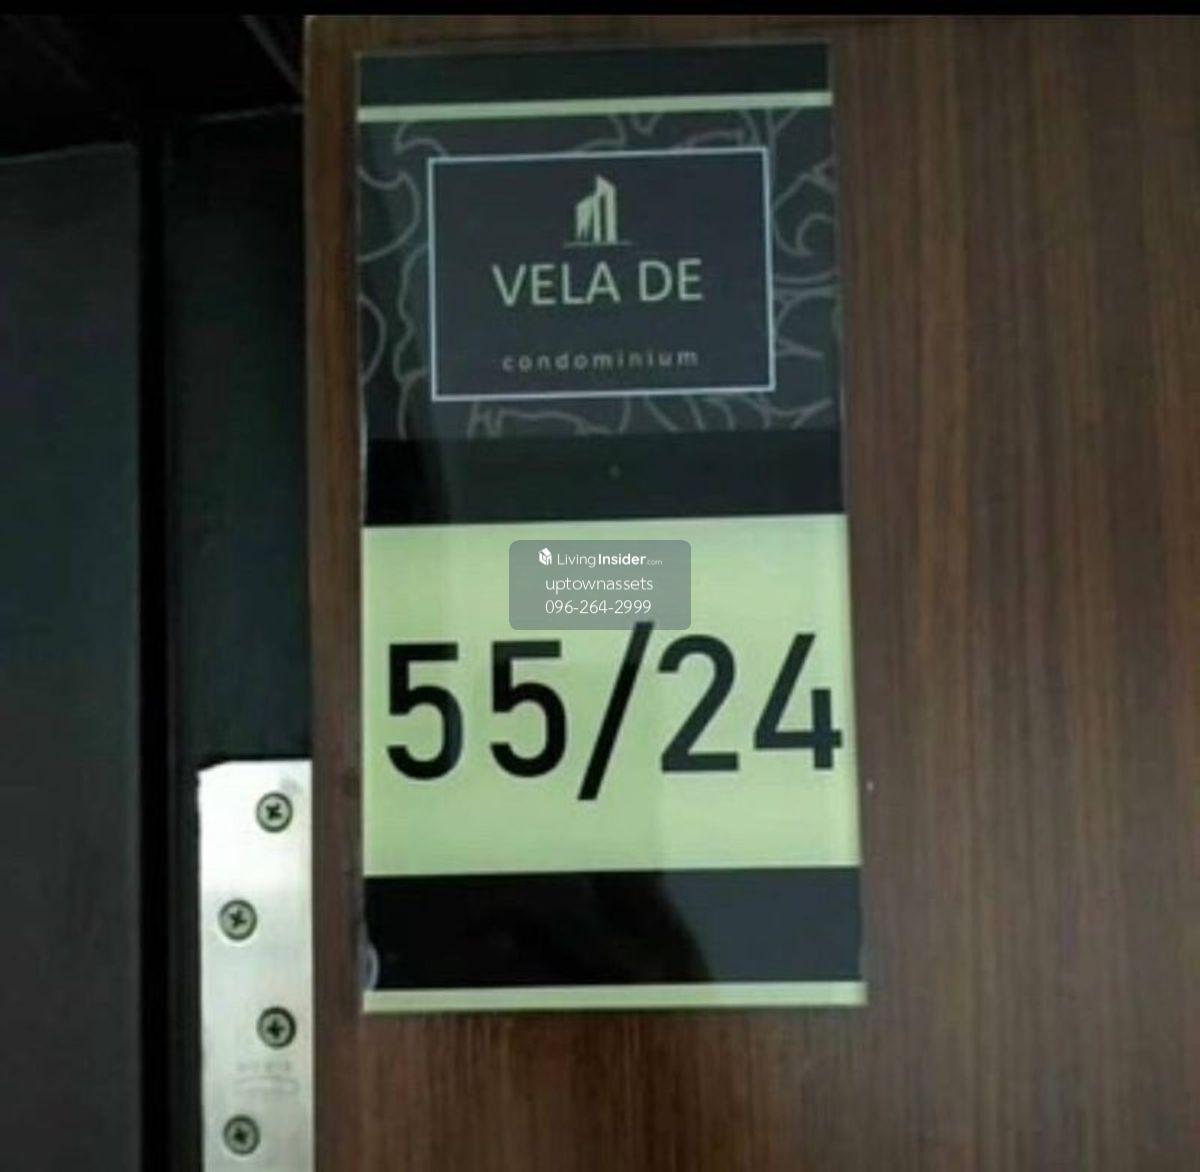 VELA DE
condominium
LivingInsider.com
uptownassets
096-264-2999
55/24